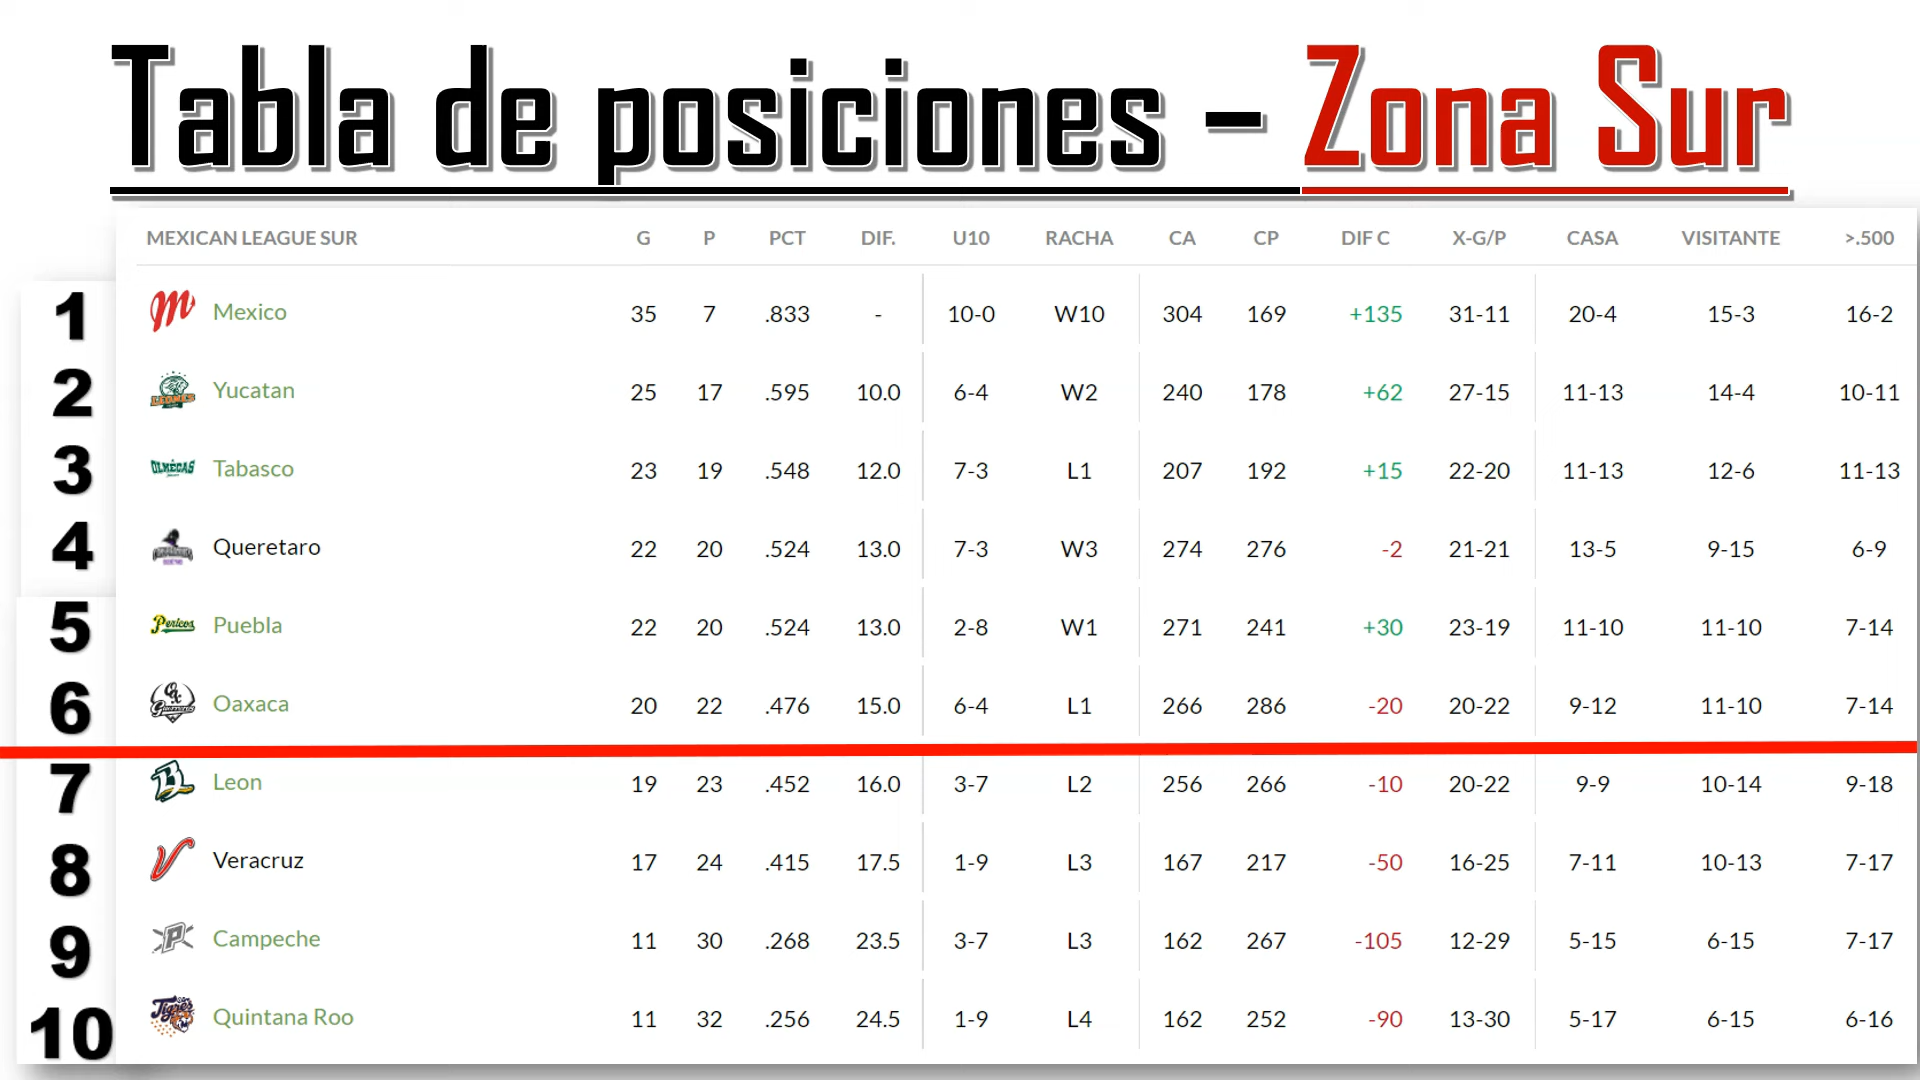 Tabla de posiciones – Zona Sur
MEXICAN LEAGUE SUR G P PCT DIF. U10 RACHA CA CP DIF C X-G/P CASA VISITANTE >.500
1 Mexico 35 7 .833 - 10-0 W10 304 169 +135 31-11 20-4 15-3 16-2
2 LEONES Yucatan 25 17 .595 10.0 6-4 W2 240 178 +62 27-15 11-13 14-4 10-11
3 OLMECAS Tabasco 23 19 .548 12.0 7-3 L1 207 192 +15 22-20 11-13 12-6 11-13
4 Queretaro 22 20 .524 13.0 7-3 W3 274 276 -2 21-21 13-5 9-15 6-9
5 Pericos Puebla 22 20 .524 13.0 2-8 W1 271 241 +30 23-19 11-10 11-10 7-14
6 Oax Guerreros Oaxaca 20 22 .476 15.0 6-4 L1 266 286 -20 20-22 9-12 11-10 7-14
7 Leon 19 23 .452 16.0 3-7 L2 256 266 -10 20-22 9-9 10-14 9-18
8 Veracruz 17 24 .415 17.5 1-9 L3 167 217 -50 16-25 7-11 10-13 7-17
9 P Campeche 11 30 .268 23.5 3-7 L3 162 267 -105 12-29 5-15 6-15 7-17
10 Tigres Quintana Roo 11 32 .256 24.5 1-9 L4 162 252 -90 13-30 5-17 6-15 6-16